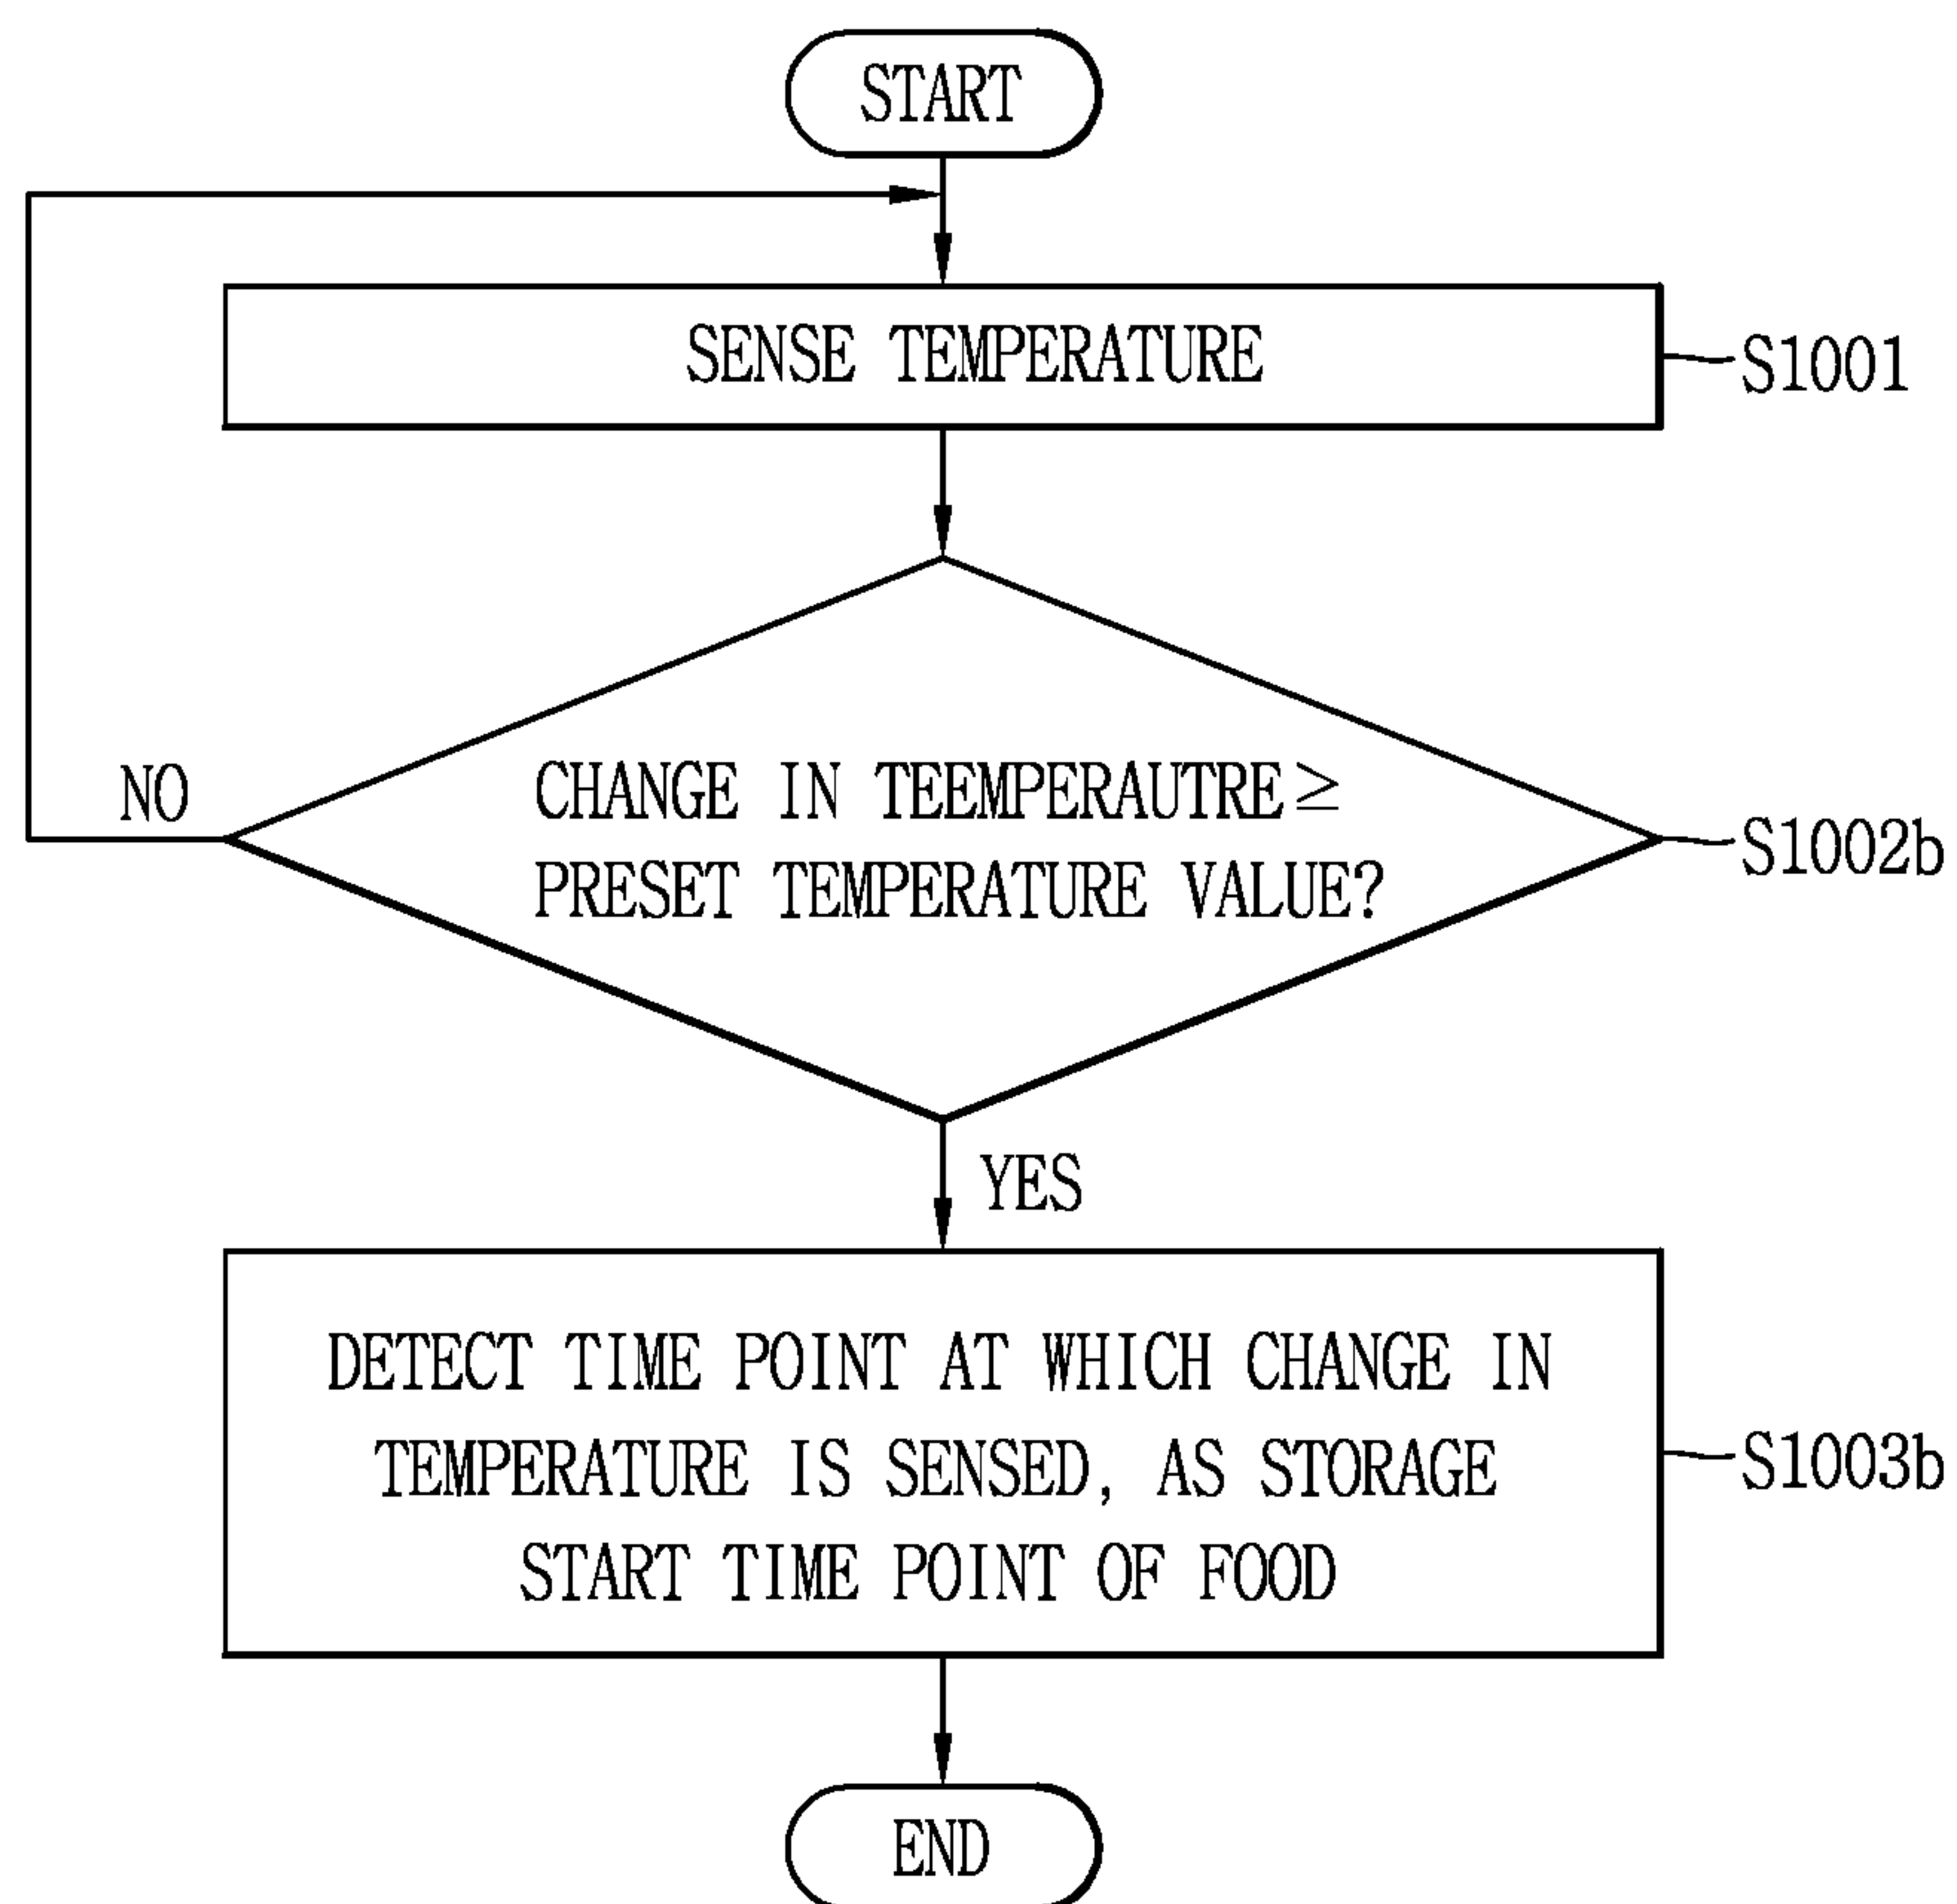 START
SENSE TEMPERATURE
S1001
CHANGE IN TEEMPERAUTRE≥
PRESET TEMPERATURE VALUE?
S1002b
NO
YES
DETECT TIME POINT AT WHICH CHANGE IN
TEMPERATURE IS SENSED, AS STORAGE
START TIME POINT OF FOOD
S1003b
END